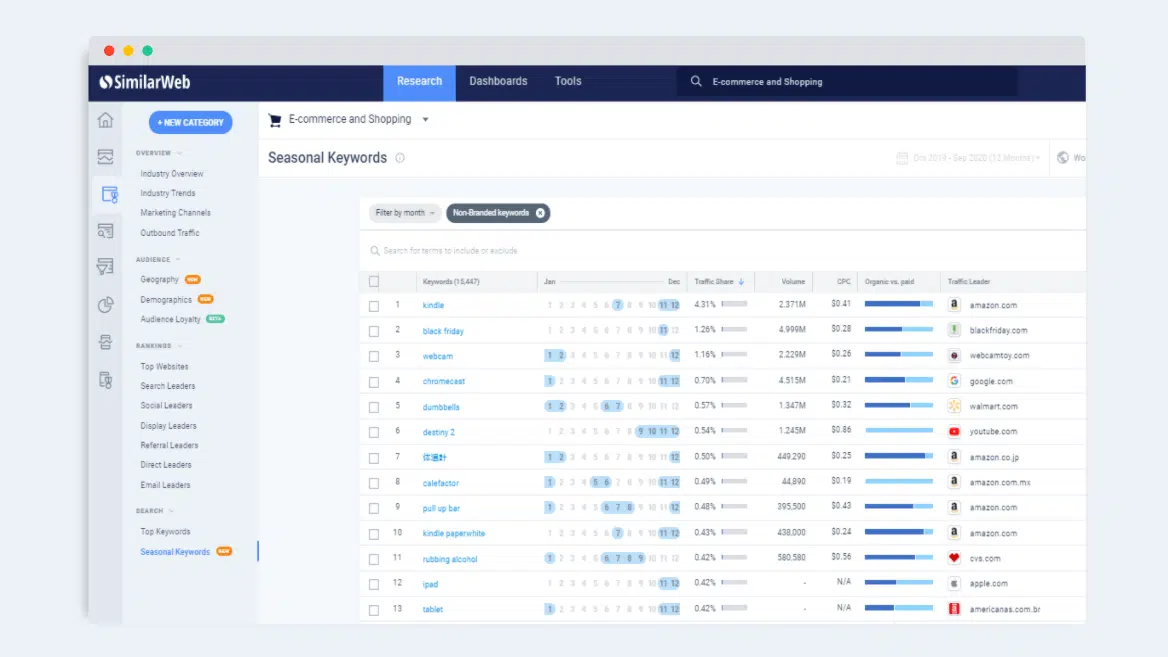 SimilarWeb
Research Dashboards Tools E-commerce and Shopping
+ NEW CATEGORY
E-commerce and Shopping
Seasonal Keywords
Oct 2019 - Sep 2020 (12 Months)
Wo
OVERVIEW
Industry Overview
Industry Trends
Marketing Channels
Outbound Traffic
AUDIENCE
Geography NEW
Demographics NEW
Audience Loyalty BETA
RANKINGS
Top Websites
Search Leaders
Social Leaders
Display Leaders
Referral Leaders
Direct Leaders
Email Leaders
SEARCH
Top Keywords
Seasonal Keywords NEW
Filter by month Non-Branded keywords
Search for terms to include or exclude
Keywords (15,447) Jan Dec Traffic Share Volume CPC Organic vs. paid Traffic Leader
1 kindle 1 2 3 4 5 6 7 8 9 10 11 12 4.31% 2.371M $0.41 amazon.com
2 black friday 1 2 3 4 5 6 7 8 9 10 11 12 1.26% 4.999M $0.28 blackfriday.com
3 webcam 1 2 3 4 5 6 7 8 9 10 11 12 1.16% 2.229M $0.26 webcamtoy.com
4 chromecast 1 2 3 4 5 6 7 8 9 10 11 12 0.70% 4.515M $0.21 google.com
5 dumbbells 1 2 3 4 5 6 7 8 9 10 11 12 0.57% 1.347M $0.32 walmart.com
6 destiny 2 1 2 3 4 5 6 7 8 9 10 11 12 0.54% 1.245M $0.86 youtube.com
7 体温計 1 2 3 4 5 6 7 8 9 10 11 12 0.50% 449,290 $0.25 amazon.co.jp
8 calefactor 1 2 3 4 5 6 7 8 9 10 11 12 0.49% 44,890 $0.19 amazon.com.mx
9 pull up bar 1 2 3 4 5 6 7 8 9 10 11 12 0.48% 395,500 $0.43 amazon.com
10 kindle paperwhite 1 2 3 4 5 6 7 8 9 10 11 12 0.43% 438,000 $0.24 amazon.com
11 rubbing alcohol 1 2 3 4 5 6 7 8 9 10 11 12 0.42% 580,580 $0.56 cvs.com
12 ipad 1 2 3 4 5 6 7 8 9 10 11 12 0.42% - N/A apple.com
13 tablet 1 2 3 4 5 6 7 8 9 10 11 12 0.42% - N/A americanas.com.br